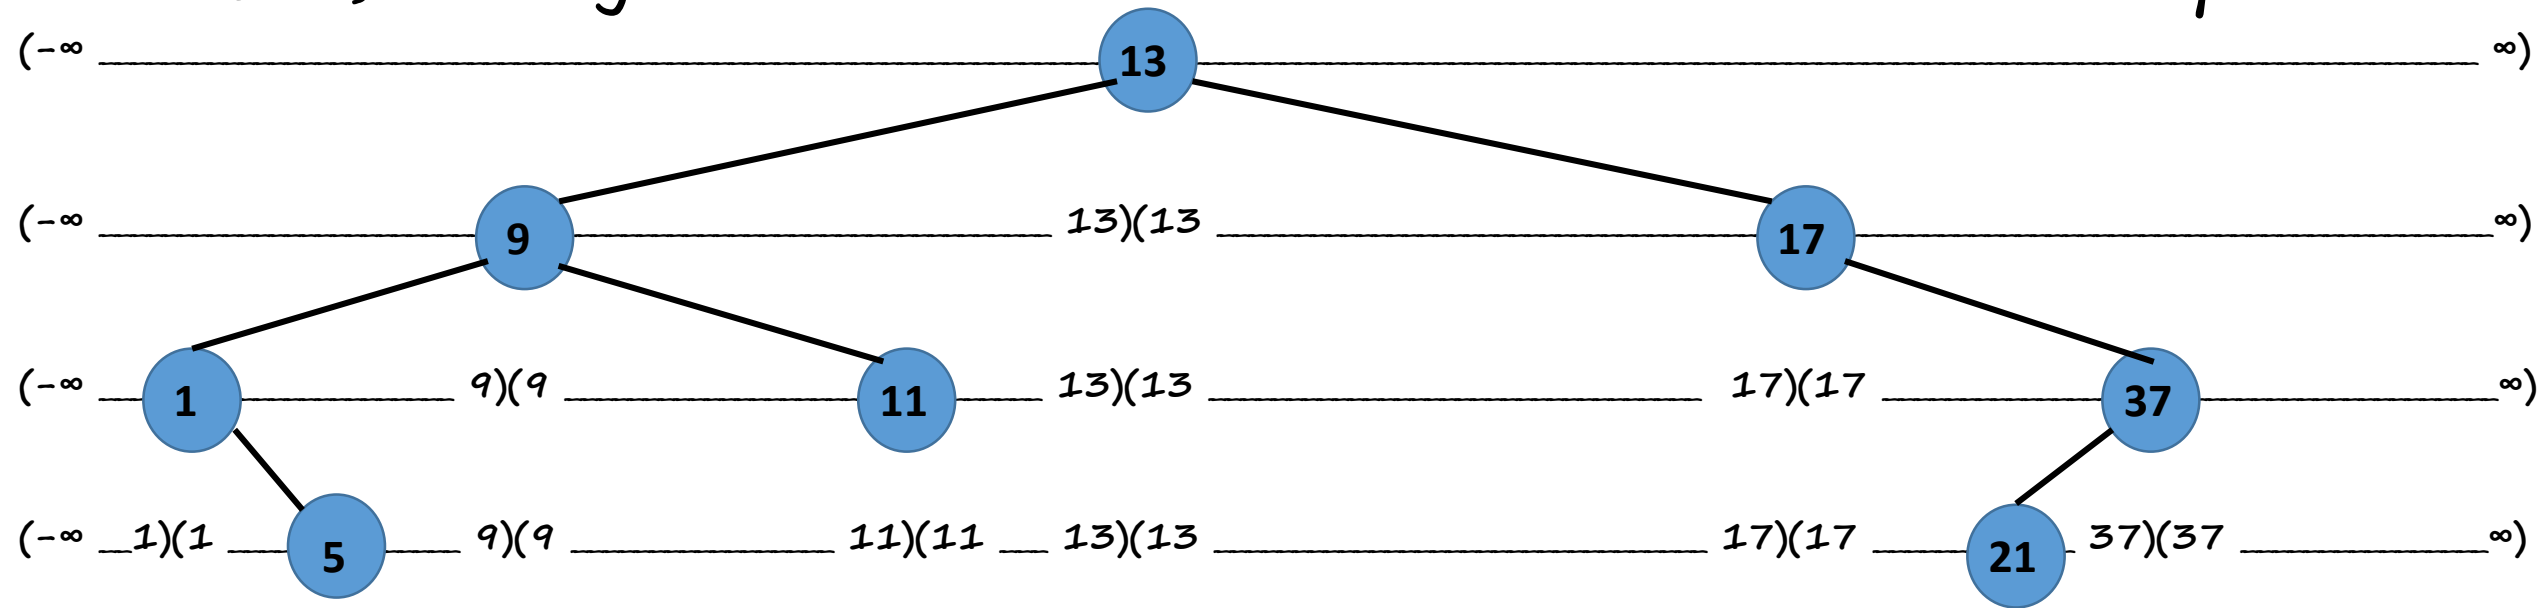 (-∞ 13 ∞)
(-∞ 9 13)(13 17 ∞)
(-∞ 1 9)(9 11 13)(13 17)(17 37 ∞)
(-∞ 1)(1 5 9)(9 11)(11 13)(13 17)(17 21 37)(37 ∞)